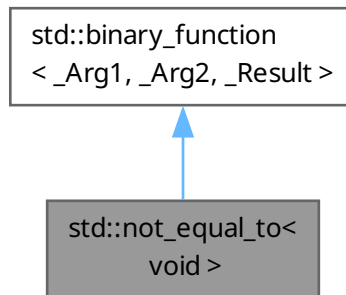 std::binary_function
< _Arg1, _Arg2, _Result >
std::not_equal_to<
void >